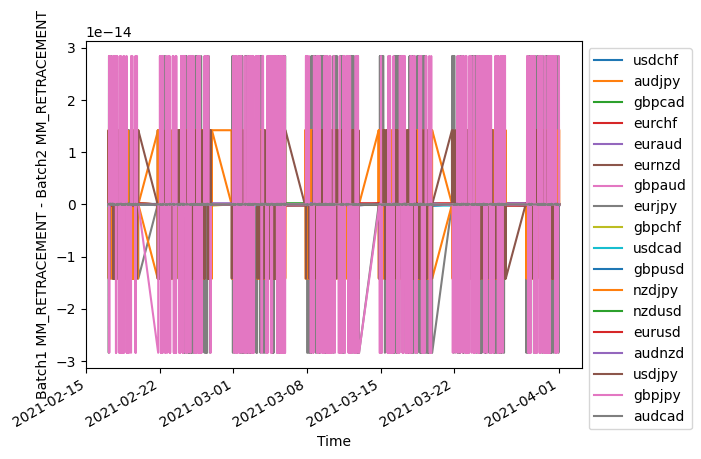 1e−14
3
2
1
0
−1
−2
−3
Batch1 MM_RETRACEMENT - Batch2 MM_RETRACEMENT
2021-02-15
2021-02-22
2021-03-01
2021-03-08
2021-03-15
2021-03-22
2021-04-01
Time
usdchf
audjpy
gbpcad
eurchf
euraud
eurnzd
gbpaud
eurjpy
gbpchf
usdcad
gbpusd
nzdjpy
nzdusd
eurusd
audnzd
usdjpy
gbpjpy
audcad